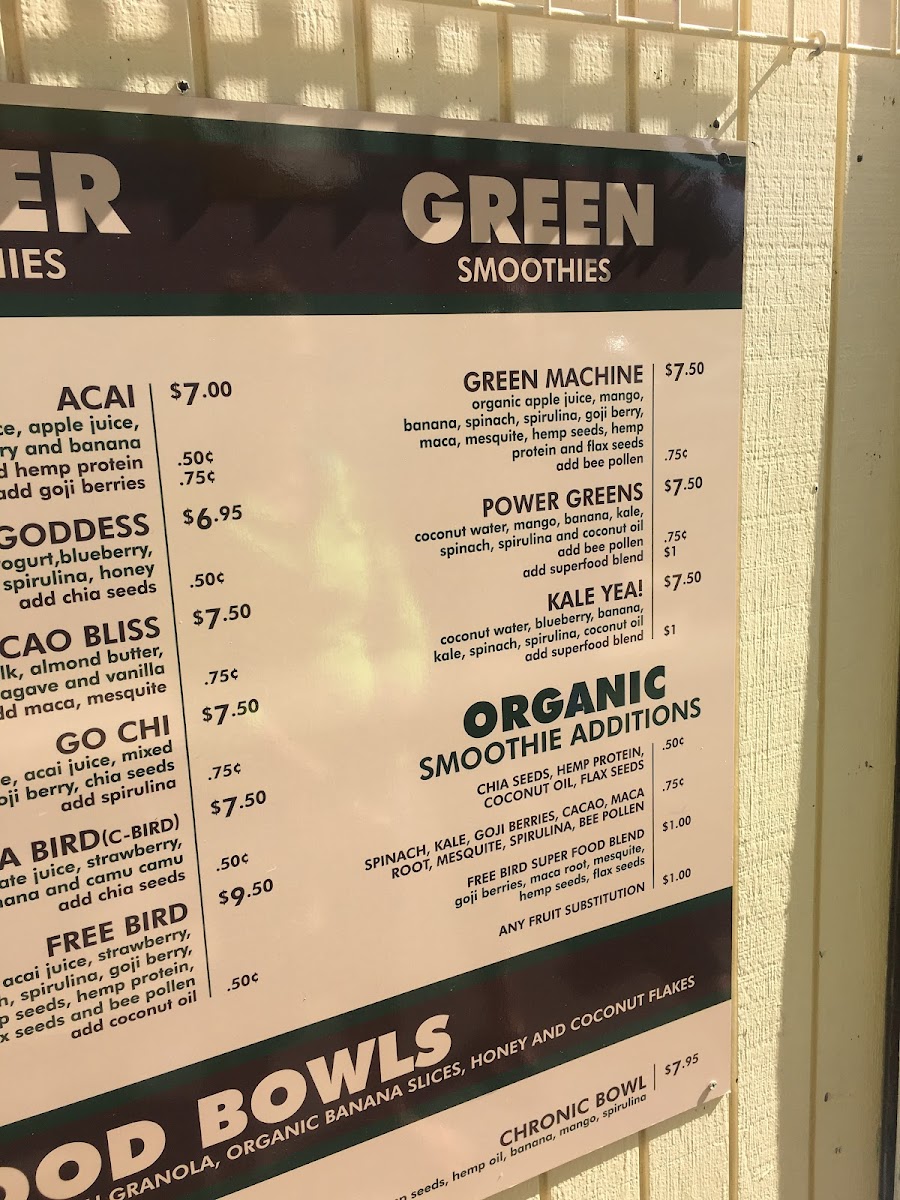 ER
IES
ACAI $7.00
apple juice,
and banana
hemp protein .50¢
add goji berries .75¢
GODDESS $6.95
blueberry,
spirulina, honey
add chia seeds .50¢
BLISS $7.50
almond butter,
agave and vanilla
maca, mesquite .75¢
GO CHI $7.50
acai juice, mixed
berry, chia seeds
add spirulina .75¢
BIRD(C-BIRD) $7.50
juice, strawberry,
and camu camu
add chia seeds .50¢
FREE BIRD $9.50
acai juice, strawberry,
spirulina, goji berry,
seeds, hemp protein,
seeds and bee pollen
add coconut oil .50¢
GREEN
SMOOTHIES
GREEN MACHINE $7.50
organic apple juice, mango,
banana, spinach, spirulina, goji berry,
maca, mesquite, hemp seeds, hemp
protein and flax seeds
add bee pollen .75¢
POWER GREENS $7.50
coconut water, mango, banana, kale,
spinach, spirulina and coconut oil
add bee pollen .75¢
add superfood blend $1
KALE YEA! $7.50
coconut water, blueberry, banana,
kale, spinach, spirulina, coconut oil
add superfood blend $1
ORGANIC
SMOOTHIE ADDITIONS
CHIA SEEDS, HEMP PROTEIN, .50¢
COCONUT OIL, FLAX SEEDS
SPINACH, KALE, GOJI BERRIES, CACAO, MACA .75¢
ROOT, MESQUITE, SPIRULINA, BEE POLLEN
FREE BIRD SUPER FOOD BLEND $1.00
goji berries, maca root, mesquite,
hemp seeds, flax seeds
ANY FRUIT SUBSTITUTION $1.00
OOD BOWLS
GRANOLA, ORGANIC BANANA SLICES, HONEY AND COCONUT FLAKES
CHRONIC BOWL $7.95
seeds, hemp oil, banana, mango, spirulina